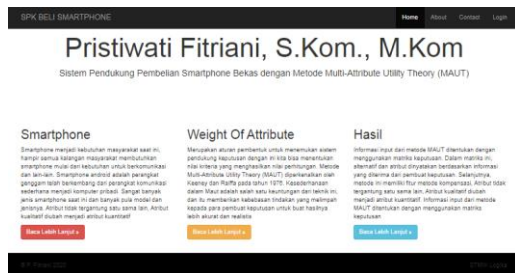 SPK BELI SMARTPHONE
Home About Contact Login
Pristiwati Fitriani, S.Kom., M.Kom
Sistem Pendukung Pembelian Smartphone Bekas dengan Metode Multi-Attribute Utility Theory (MAUT)
Smartphone
Smartphone menjadi kebutuhan masyarakat saat ini,
hampir semua kalangan masyarakat membutuhkan
smartphone mulai dari kebutuhan untuk berkomunikasi
dan lain-lain. Smartphone android adalah perangkat
genggam telah berkembang dari perangkat komunikasi
sederhana menjadi komputer pribadi. Sangat banyak
jenis smartphone saat ini dan banyak pula model dan
jenisnya. Atribut tidak tergantung satu sama lain, Atribut
kualitatif diubah menjadi atribut kuantitatif
Baca Lebih Lanjut »
Weight Of Attribute
Merupakan aturan pembentuk untuk menemukan sistem
pendukung keputusan dengan ini kita bisa menentukan
nilai kriteria yang menghasilkan nilai perhitungan. Metode
Multi-Attribute Utility Theory (MAUT) diperkenalkan oleh
Keeney dan Raiffa pada tahun 1976. Kesederhanaan
dalam Maut adalah salah satu keuntungan dari teknik ini,
dan itu memberikan kebebasan tindakan yang melimpah
kepada para pembuat keputusan untuk buat hasilnya
lebih akurat dan realistis
Baca Lebih Lanjut »
Hasil
Informasi input dari metode MAUT ditentukan dengan
menggunakan matriks keputusan. Dalam matriks ini,
alternatif dan atribut dinyatakan berdasarkan informasi
yang diterima dari pembuat keputusan. Selanjutnya,
metode ini memiliki fitur metode kompensasi, Atribut tidak
tergantung satu sama lain, Atribut kualitatif diubah
menjadi atribut kuantitatif. Informasi input dari metode
MAUT ditentukan dengan menggunakan matriks
keputusan
Baca Lebih Lanjut »